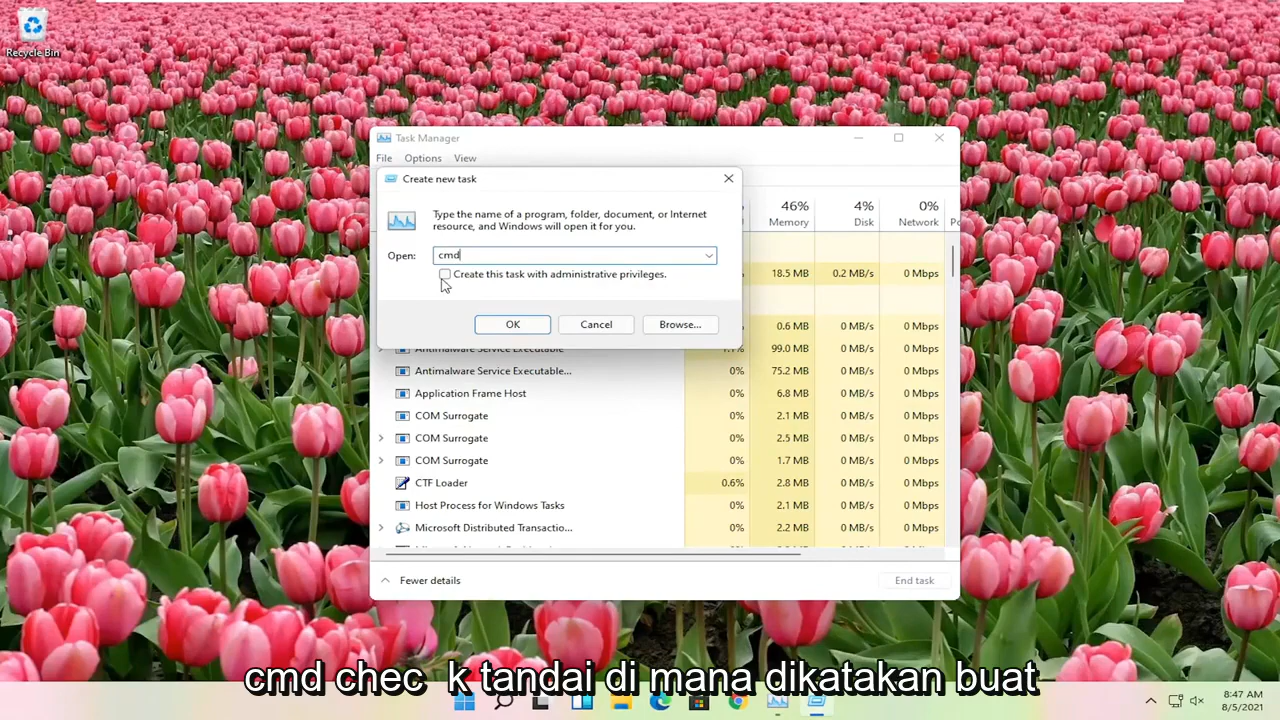 Recycle Bin
Task Manager
File Options View
Create new task
Type the name of a program, folder, document, or Internet
resource, and Windows will open it for you.
Open: cmd
Create this task with administrative privileges.
OK Cancel Browse...
46% 4% 0%
Memory Disk Network
18.5 MB 0.2 MB/s 0 Mbps
0.6 MB 0 MB/s 0 Mbps
Antimalware Service Executable 1.1% 99.0 MB 0 MB/s 0 Mbps
Antimalware Service Executable... 0% 75.2 MB 0 MB/s 0 Mbps
Application Frame Host 0% 6.8 MB 0 MB/s 0 Mbps
COM Surrogate 0% 2.1 MB 0 MB/s 0 Mbps
COM Surrogate 0% 2.5 MB 0 MB/s 0 Mbps
COM Surrogate 0% 1.7 MB 0 MB/s 0 Mbps
CTF Loader 0.6% 2.8 MB 0 MB/s 0 Mbps
Host Process for Windows Tasks 0% 2.1 MB 0 MB/s 0 Mbps
Microsoft Distributed Transactio... 0% 2.2 MB 0 MB/s 0 Mbps
Fewer details End task
cmd chec k tandai di mana dikatakan buat
8:47 AM
8/5/2021